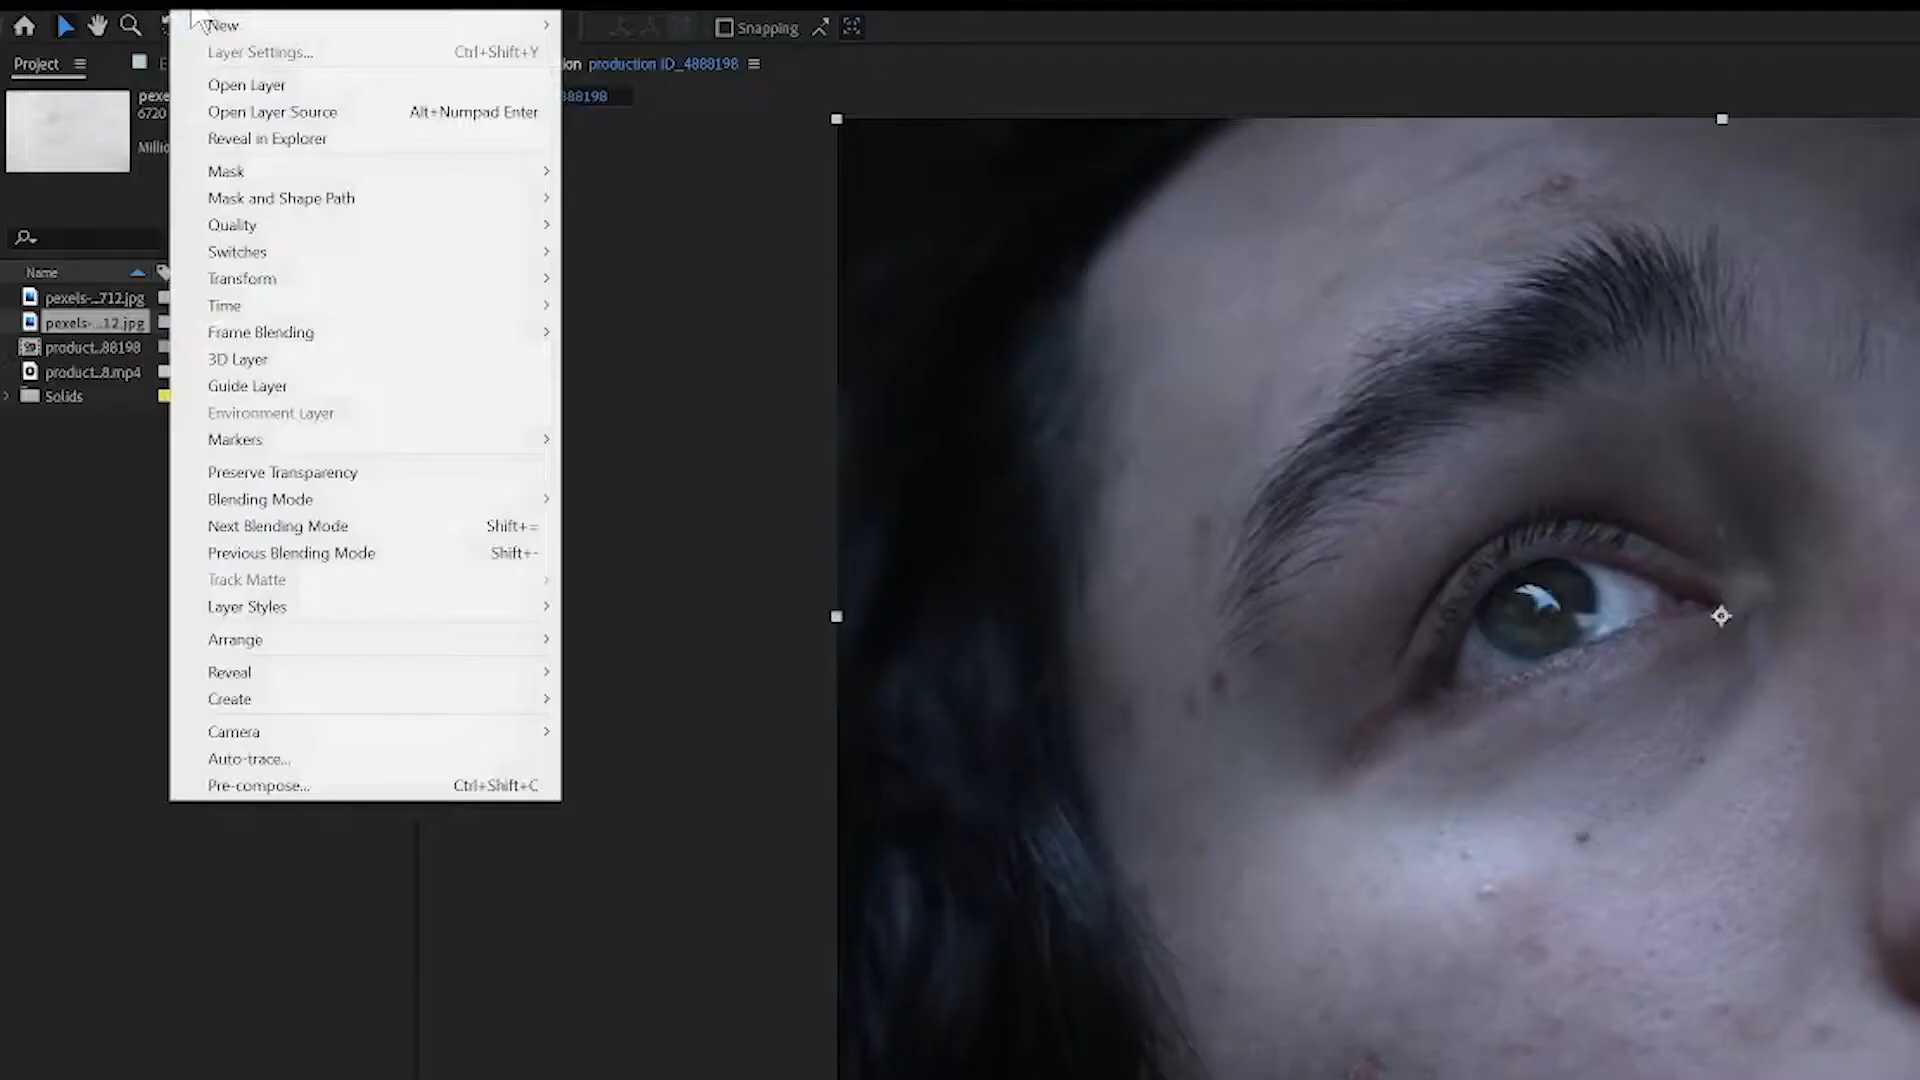 New
Snapping
Layer Settings... Ctrl+Shift+Y
Project
production ID_4888198
Open Layer
Open Layer Source Alt+Numpad Enter
6720
Reveal in Explorer
Mask
Mask and Shape Path
Quality
Switches
Name
Transform
pexels-...712.jpg
Time
pexels-...12.jpg
Frame Blending
product..88198
3D Layer
product...8.mp4
Guide Layer
Solids
Environment Layer
Markers
Preserve Transparency
Blending Mode
Next Blending Mode Shift+=
Previous Blending Mode Shift+-
Track Matte
Layer Styles
Arrange
Reveal
Create
Camera
Auto-trace...
Pre-compose... Ctrl+Shift+C